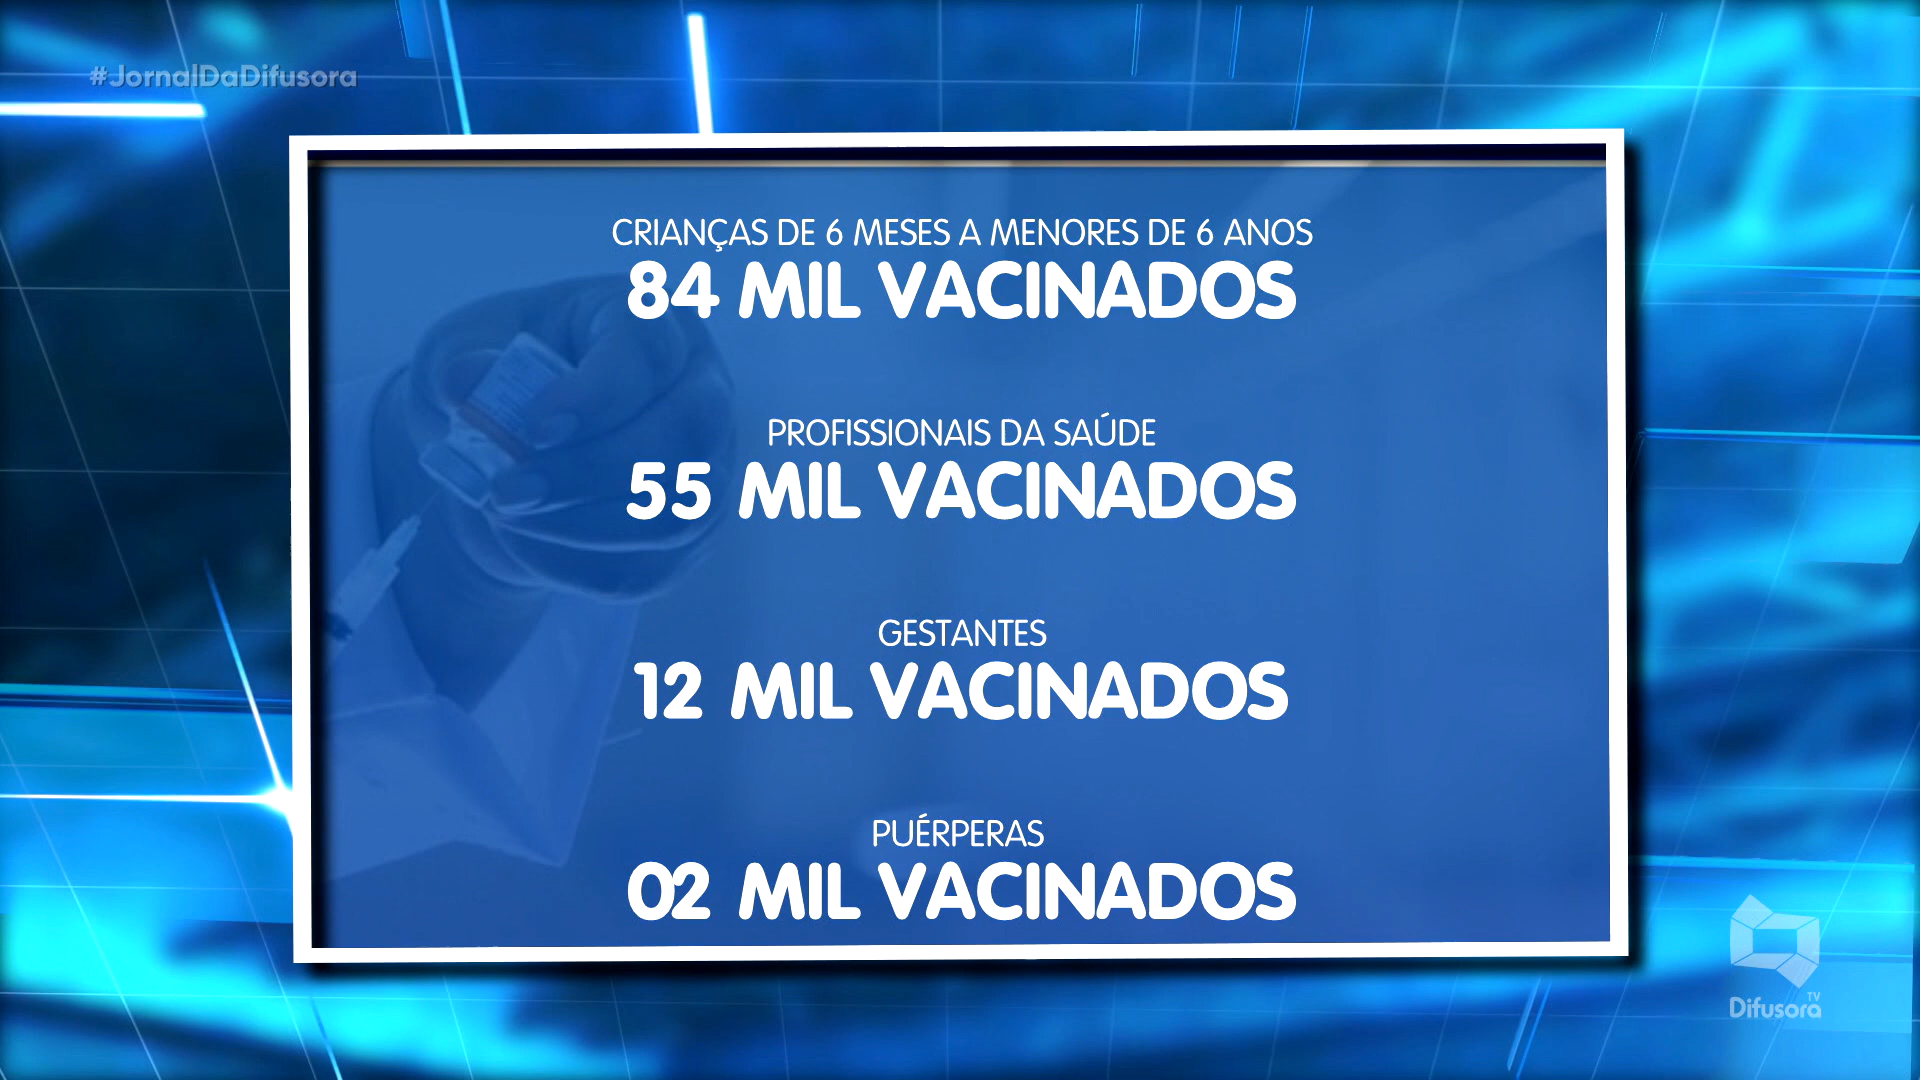 #JornalDaDifusora
CRIANÇAS DE 6 MESES A MENORES DE 6 ANOS
84 MIL VACINADOS
PROFISSIONAIS DA SAÚDE
55 MIL VACINADOS
GESTANTES
12 MIL VACINADOS
PUÉRPERAS
02 MIL VACINADOS
TV
Difusora